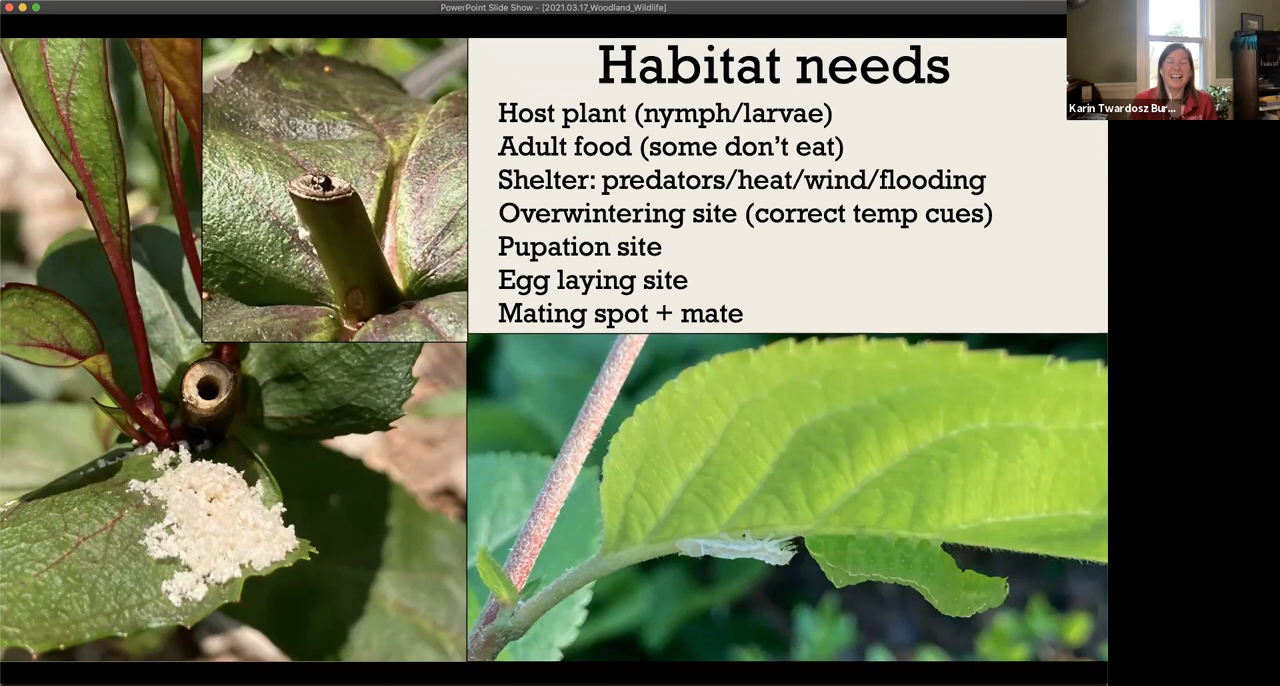 PowerPoint Slide Show - [2021.03.17_Woodland_Wildlife]
Habitat needs
Host plant (nymph/larvae)
Adult food (some don’t eat)
Shelter: predators/heat/wind/flooding
Overwintering site (correct temp cues)
Pupation site
Egg laying site
Mating spot + mate
Karin Twardosz Bur...